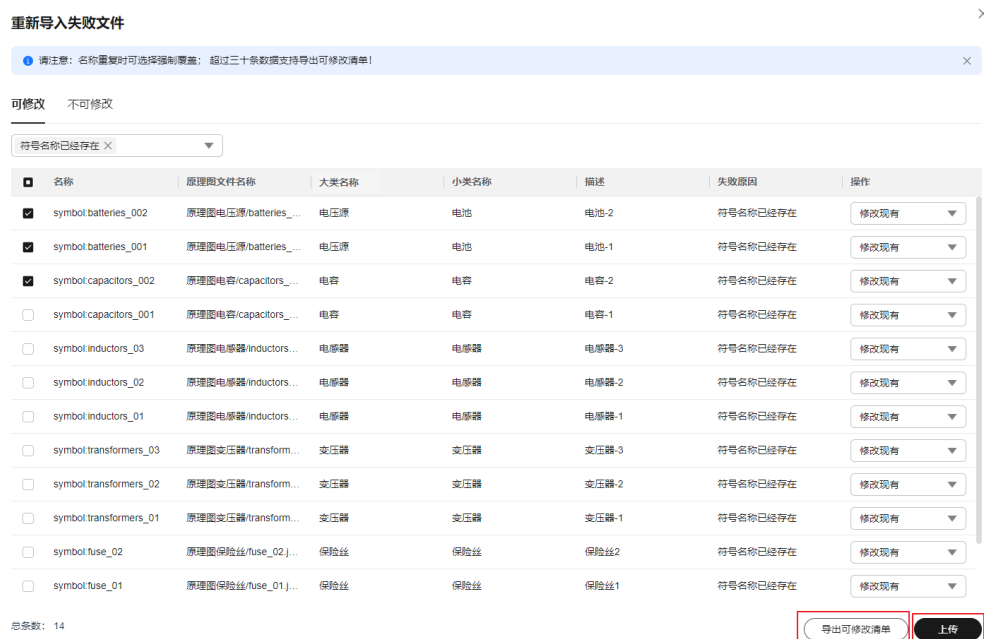 重新导入失败文件
请注意：名称重复时可选择强制覆盖； 超过三十条数据支持导出可修改清单！
可修改 不可修改
符号名称已经存在
名称 原理图文件名称 大类名称 小类名称 描述 失败原因 操作
symbol:batteries_002 原理图电压源/batteries_... 电压源 电池 电池-2 符号名称已经存在 修改现有
symbol:batteries_001 原理图电压源/batteries_... 电压源 电池 电池-1 符号名称已经存在 修改现有
symbol:capacitors_002 原理图电容/capacitors_... 电容 电容 电容-2 符号名称已经存在 修改现有
symbol:capacitors_001 原理图电容/capacitors_... 电容 电容 电容-1 符号名称已经存在 修改现有
symbol:inductors_03 原理图电感器/inductors... 电感器 电感器 电感器-3 符号名称已经存在 修改现有
symbol:inductors_02 原理图电感器/inductors... 电感器 电感器 电感器-2 符号名称已经存在 修改现有
symbol:inductors_01 原理图电感器/inductors... 电感器 电感器 电感器-1 符号名称已经存在 修改现有
symbol:transformers_03 原理图变压器/transform... 变压器 变压器 变压器-3 符号名称已经存在 修改现有
symbol:transformers_02 原理图变压器/transform... 变压器 变压器 变压器-2 符号名称已经存在 修改现有
symbol:transformers_01 原理图变压器/transform... 变压器 变压器 变压器-1 符号名称已经存在 修改现有
symbol:fuse_02 原理图保险丝/fuse_02.j... 保险丝 保险丝 保险丝2 符号名称已经存在 修改现有
symbol:fuse_01 原理图保险丝/fuse_01.j... 保险丝 保险丝 保险丝1 符号名称已经存在 修改现有
总条数： 14 导出可修改清单 上传